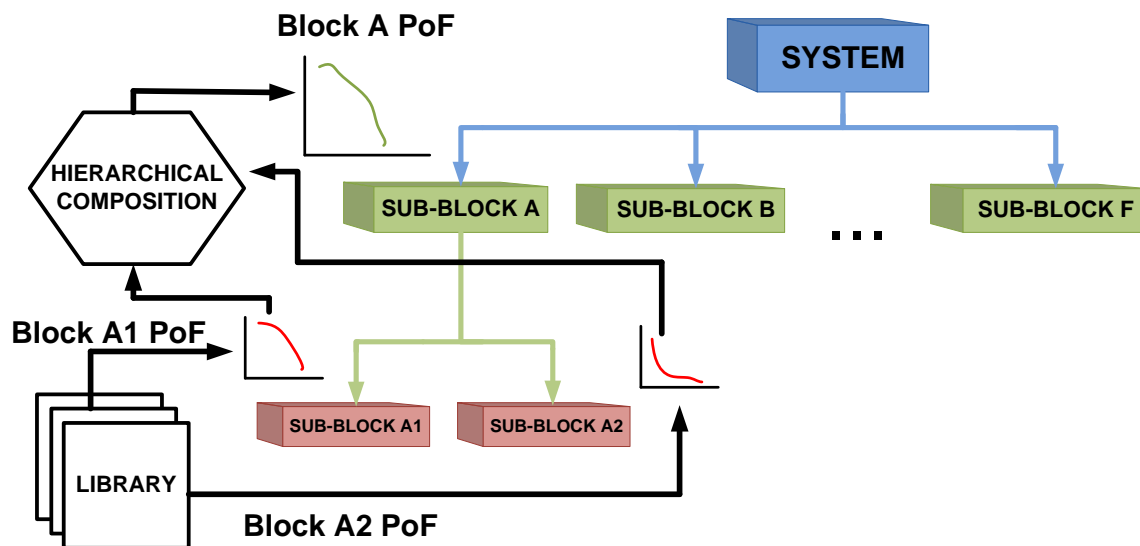 Block A PoF
SYSTEM
HIERARCHICAL
COMPOSITION
SUB-BLOCK A
SUB-BLOCK B
...
SUB-BLOCK F
Block A1 PoF
SUB-BLOCK A1
SUB-BLOCK A2
LIBRARY
Block A2 PoF